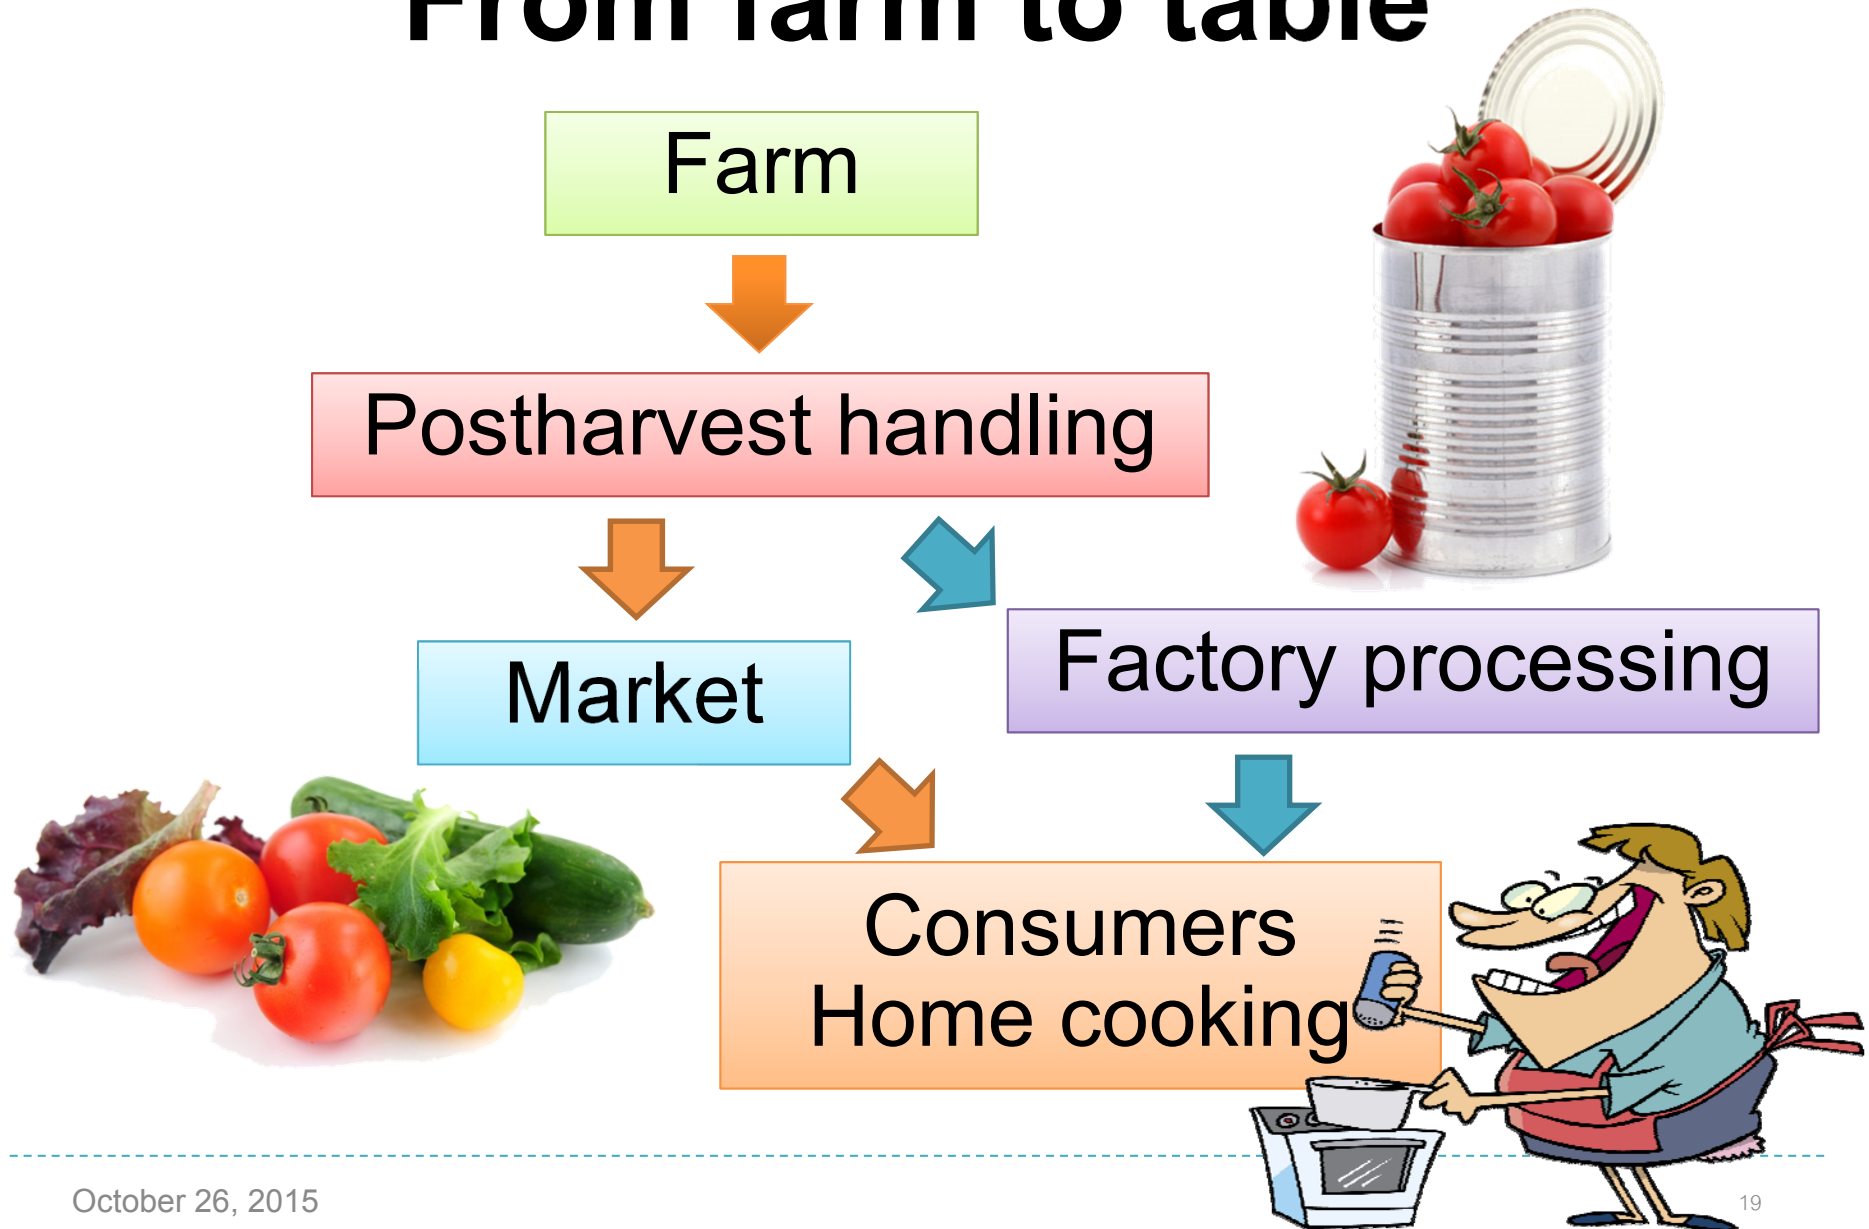 From farm to table
Farm
Postharvest handling
Market
Factory processing
Consumers
Home cooking
October 26, 2015
19